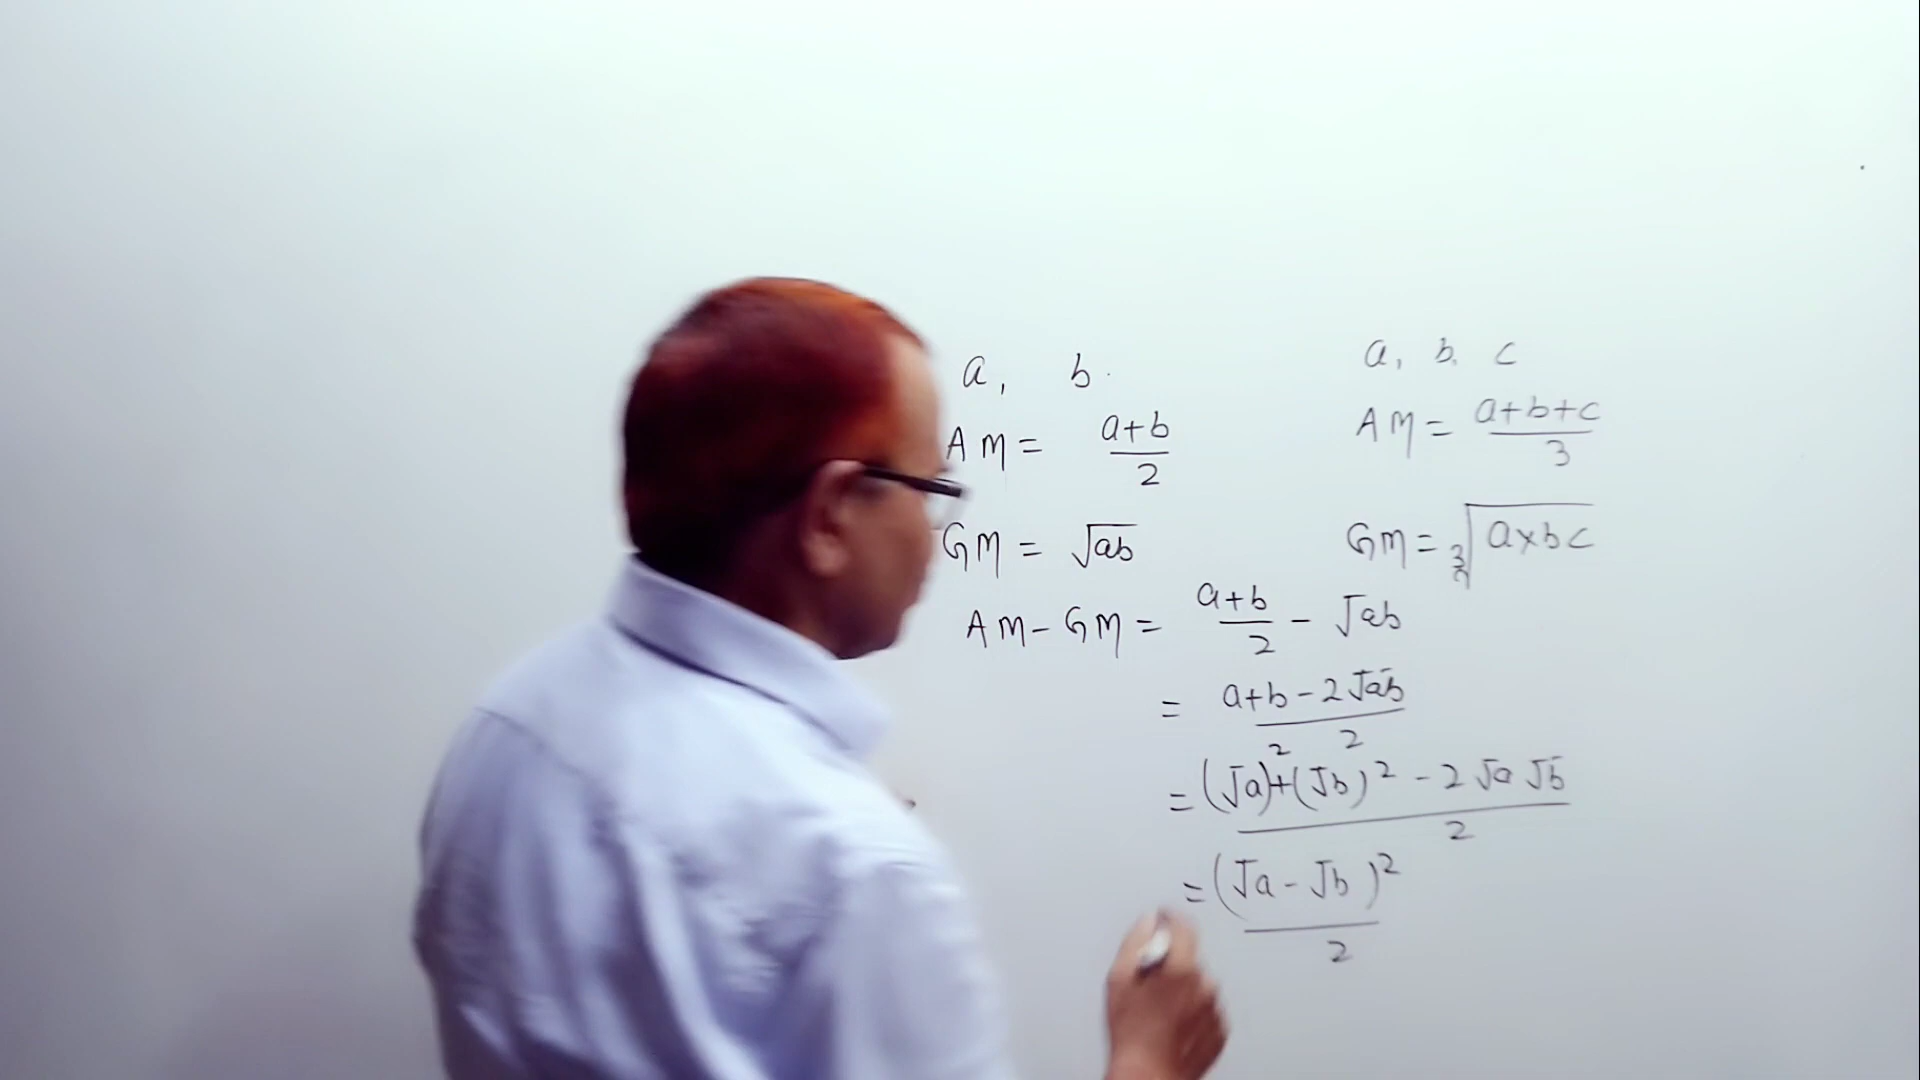 a, b.
AM = a+b/2
GM = √ab
a, b, c
AM = a+b+c/3
GM = ∛a×bc
AM - GM = a+b/2 - √ab
= a+b-2√ab/2
= (√a)²+(√b)² - 2√a√b/2
= (√a - √b)²/2